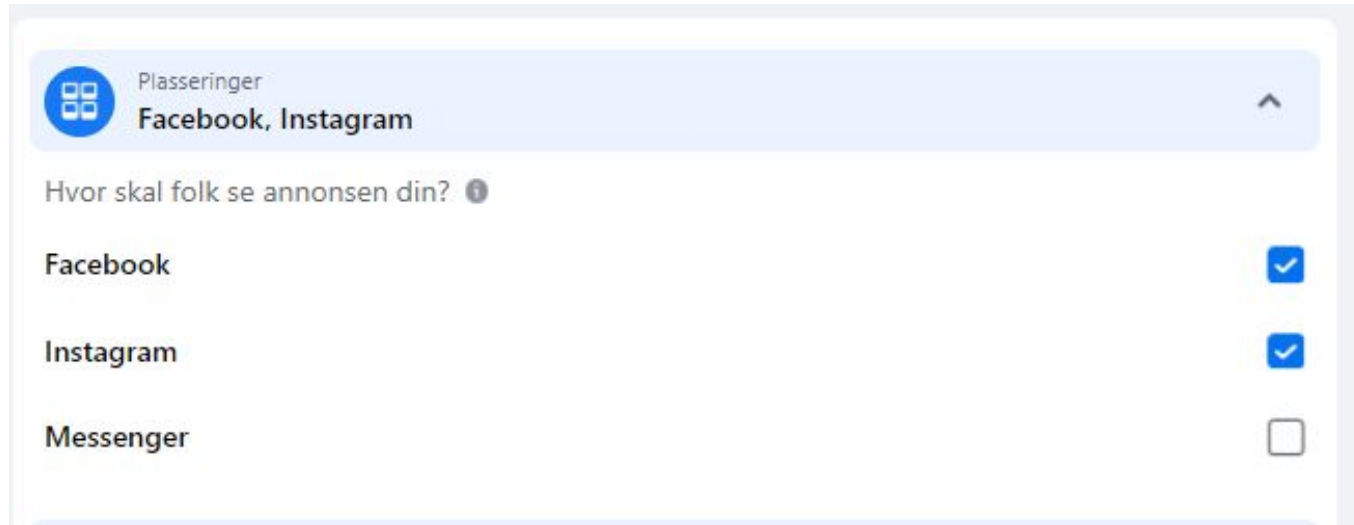 Plasseringer
Facebook, Instagram
Hvor skal folk se annonsen din?
Facebook
Instagram
Messenger